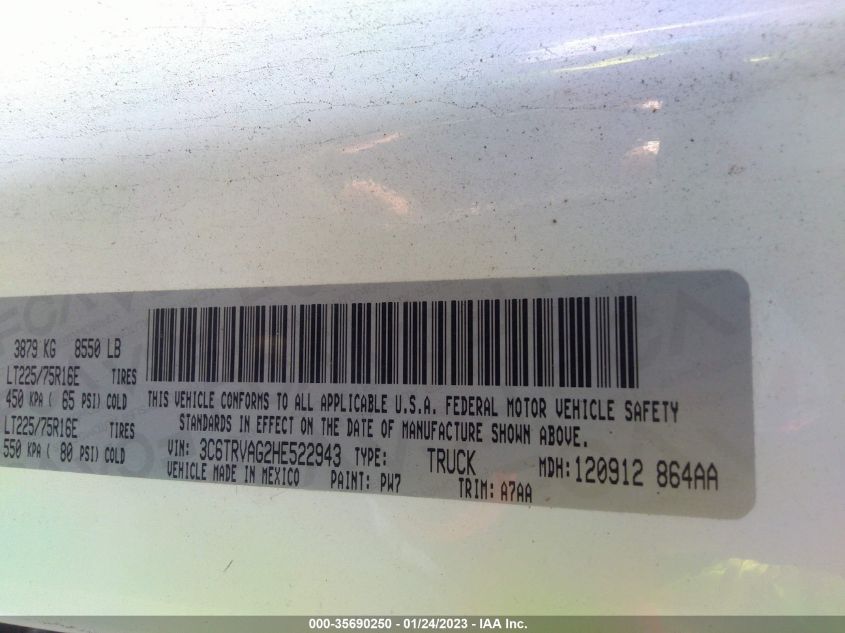 3879 KG 8550 LB
LT225/75R16E TIRES
450 KPA ( 65 PSI) COLD
LT225/75R16E TIRES
550 KPA ( 80 PSI) COLD
THIS VEHICLE CONFORMS TO ALL APPLICABLE U.S.A. FEDERAL MOTOR VEHICLE SAFETY
STANDARDS IN EFFECT ON THE DATE OF MANUFACTURE SHOWN ABOVE.
VIN: 3C6TRVAG2HE522943 TYPE: TRUCK MDH:120912 864AA
VEHICLE MADE IN MEXICO PAINT: PW7 TRIM: A7AA
000-35690250 - 01/24/2023 - IAA Inc.